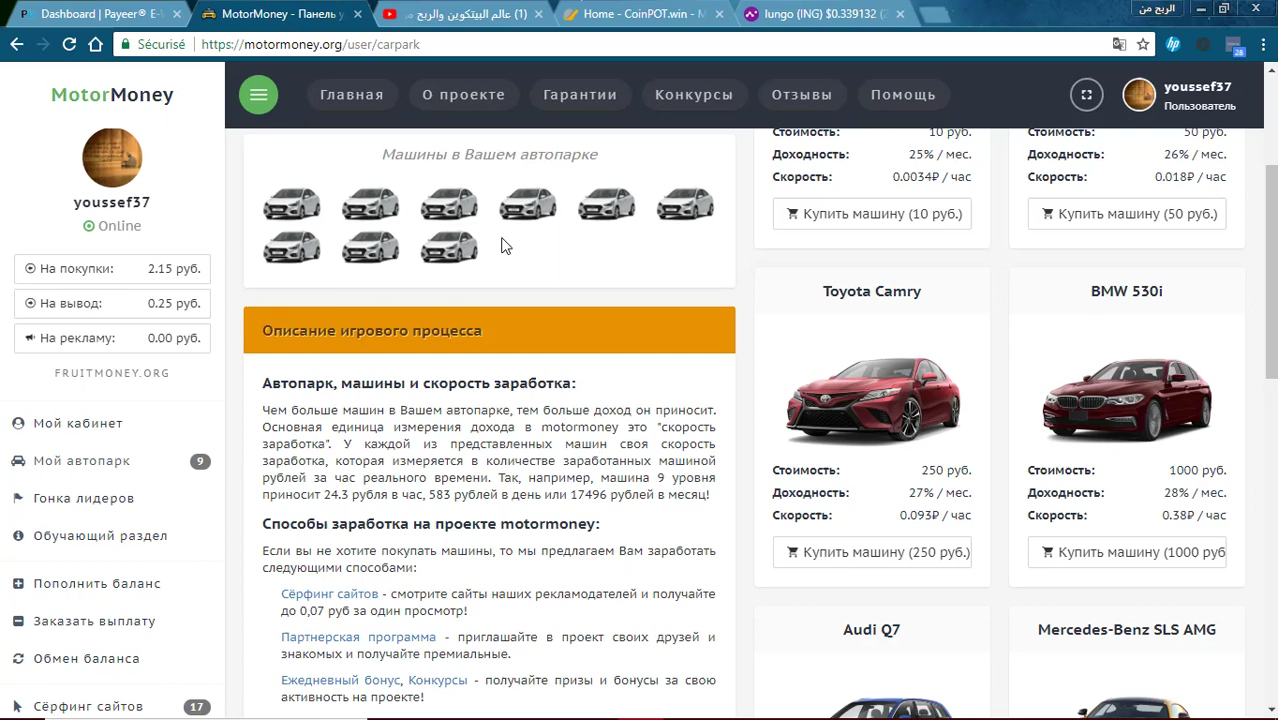 Dashboard | Payeer® E-W
MotorMoney - Панель у
(1) عالم البيتكوين والربح من
Home - CoinPOT.win - M
lungo (ING) $0.339132 (2
الربح من
Sécurisé
https://motormoney.org/user/carpark
28
MotorMoney
Главная
О проекте
Гарантии
Конкурсы
Отзывы
Помощь
youssef37
Пользователь
youssef37
Online
На покупки: 2.15 руб.
На вывод: 0.25 руб.
На рекламу: 0.00 руб.
FRUITMONEY.ORG
Мой кабинет
Мой автопарк 9
Гонка лидеров
Обучающий раздел
Пополнить баланс
Заказать выплату
Обмен баланса
Сёрфинг сайтов 17
Машины в Вашем автопарке
Описание игрового процесса
Автопарк, машины и скорость заработка:
Чем больше машин в Вашем автопарке, тем больше доход он приносит.
Основная единица измерения дохода в motormoney это "скорость
заработка". У каждой из представленных машин своя скорость
заработка, которая измеряется в количестве заработанных машиной
рублей за час реального времени. Так, например, машина 9 уровня
приносит 24.3 рубля в час, 583 рублей в день или 17496 рублей в месяц!
Способы заработка на проекте motormoney:
Если вы не хотите покупать машины, то мы предлагаем Вам заработать
следующими способами:
Сёрфинг сайтов - смотрите сайты наших рекламодателей и получайте
до 0,07 руб за один просмотр!
Партнерская программа - приглашайте в проект своих друзей и
знакомых и получайте премиальные.
Ежедневный бонус, Конкурсы - получайте призы и бонусы за свою
активность на проекте!
Стоимость: 10 руб.
Доходность: 25% / мес.
Скорость: 0.0034₽ / час
Купить машину (10 руб.)
Стоимость: 50 руб.
Доходность: 26% / мес.
Скорость: 0.018₽ / час
Купить машину (50 руб.)
Toyota Camry
Стоимость: 250 руб.
Доходность: 27% / мес.
Скорость: 0.093₽ / час
Купить машину (250 руб.)
BMW 530i
Стоимость: 1000 руб.
Доходность: 28% / мес.
Скорость: 0.38₽ / час
Купить машину (1000 руб
Audi Q7
Mercedes-Benz SLS AMG